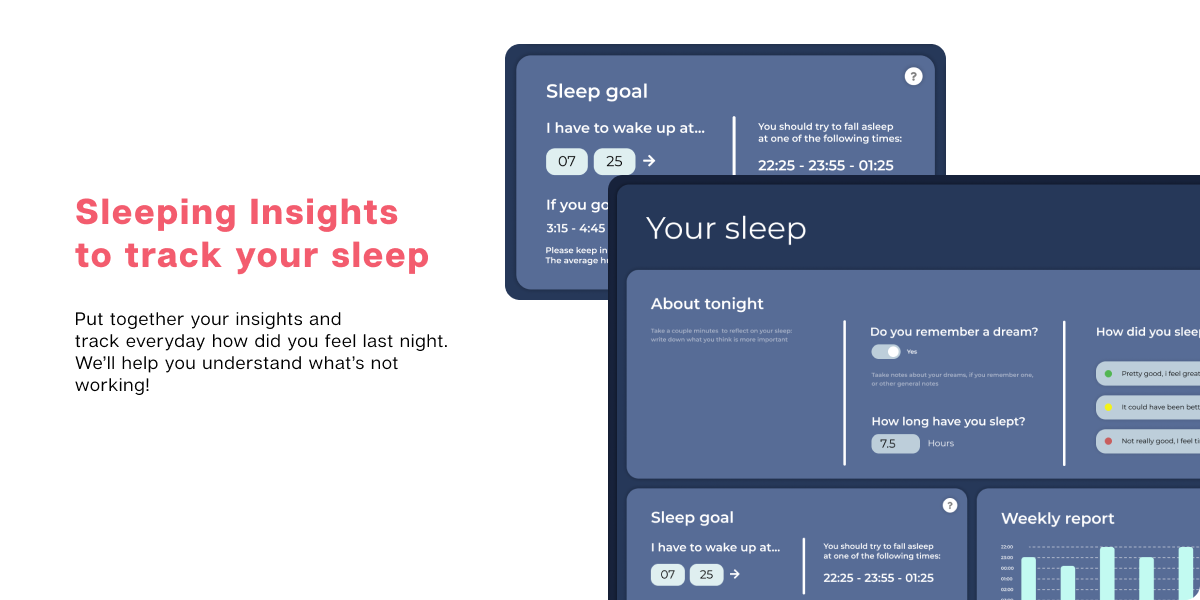 Sleeping Insights
to track your sleep
Put together your insights and
track everyday how did you feel last night.
We’ll help you understand what’s not
working!
Sleep goal
?
I have to wake up at...
07 25
You should try to fall asleep
at one of the following times:
22:25 - 23:55 - 01:25
If you go
3:15 - 4:45
Please keep in
The average h
Your sleep
About tonight
Take a couple minutes to reflect on your sleep:
write down what you think is more important
Do you remember a dream?
Yes
Taake notes about your dreams, if you remember one,
or other general notes
How long have you slept?
7.5 Hours
How did you sleep
Pretty good, i feel great
It could have been bett
Not really good, I feel ti
Sleep goal
?
I have to wake up at...
07 25
You should try to fall asleep
at one of the following times:
22:25 - 23:55 - 01:25
Weekly report
22:00
23:00
00:00
01:00
02:00